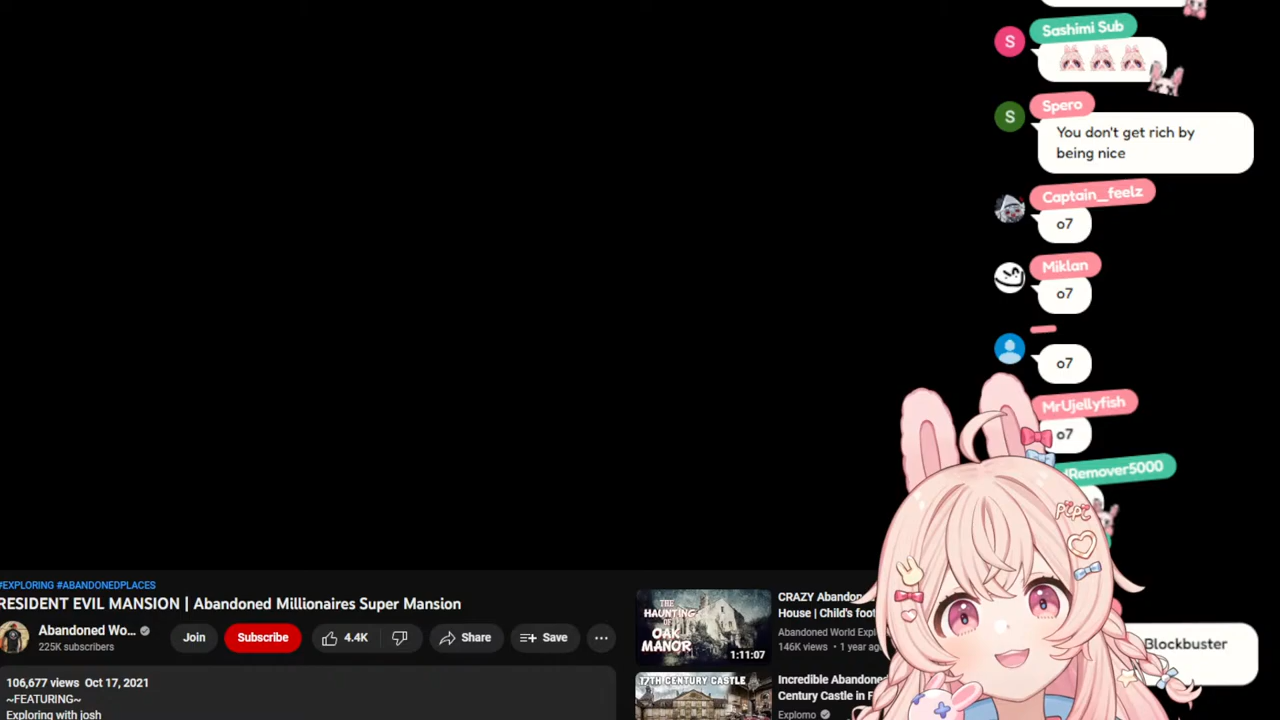 Sashimi Sub
S
Spero
S
You don't get rich by
being nice
Captain_feelz
o7
Miklan
o7
o7
MrUjellyfish
o7
Remover5000
Pipi
Blockbuster
#EXPLORING #ABANDONEDPLACES
RESIDENT EVIL MANSION | Abandoned Millionaires Super Mansion
Abandoned Wo...
225K subscribers
Join
Subscribe
4.4K
Share
Save
106,677 views Oct 17, 2021
~FEATURING~
Exploring with josh
THE
HAUNTING
OF
OAK
MANOR
1:11:07
CRAZY Abandon
House | Child's foot
Abandoned World Expl
146K views • 1 year ag
17TH CENTURY CASTLE
Incredible Abandone
Century Castle in F
Explomo